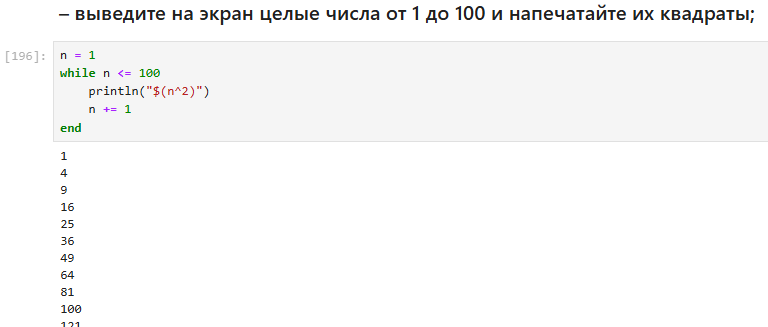 – выведите на экран целые числа от 1 до 100 и напечатайте их квадраты;
[196]:
n = 1
while n <= 100
    println("$(n^2)")
    n += 1
end
1
4
9
16
25
36
49
64
81
100
121